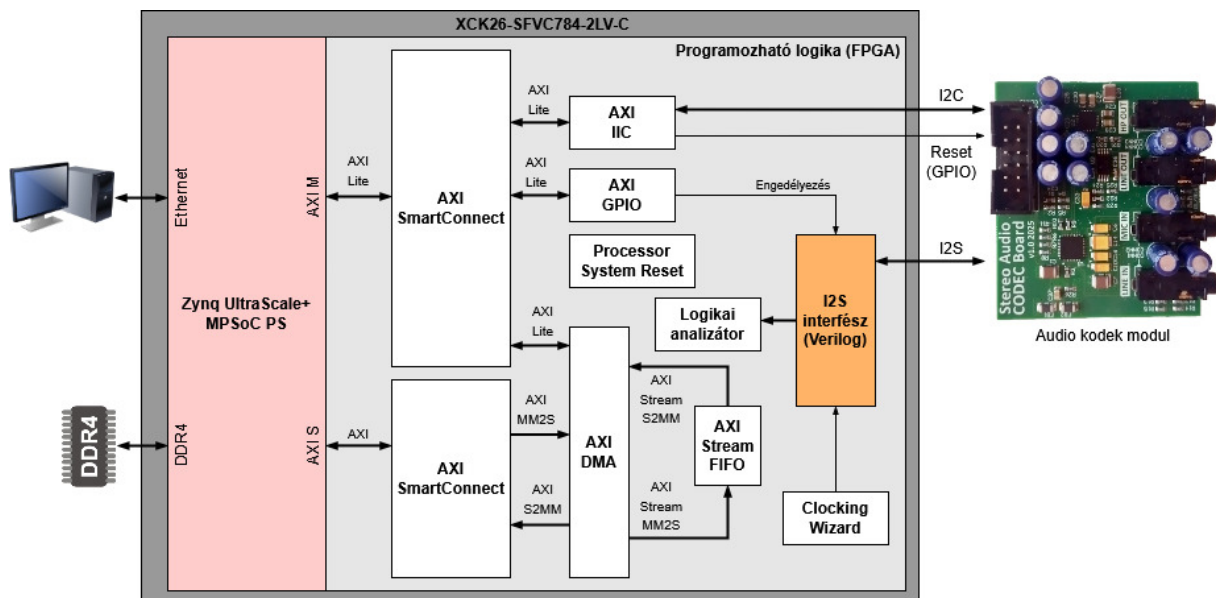 XCK26-SFVC784-2LV-C
Programozható logika (FPGA)
Ethernet
DDR4
DDR4
Zynq UltraScale+
MPSoC PS
AXI M
AXI S
AXI
Lite
AXI
AXI
SmartConnect
AXI
SmartConnect
AXI
Lite
AXI
Lite
AXI
Lite
AXI
MM2S
AXI
S2MM
AXI
IIC
AXI
GPIO
Processor
System Reset
Engedélyezés
Logikai
analizátor
AXI
DMA
AXI
Stream
S2MM
AXI
Stream
MM2S
AXI
Stream
FIFO
I2S
interfész
(Verilog)
Clocking
Wizard
I2C
Reset
(GPIO)
I2S
HP OUT
LINE OUT
MIC IN
LINE IN
Stereo Audio
CODEC Board
v1.0 2025
Audio kodek modul